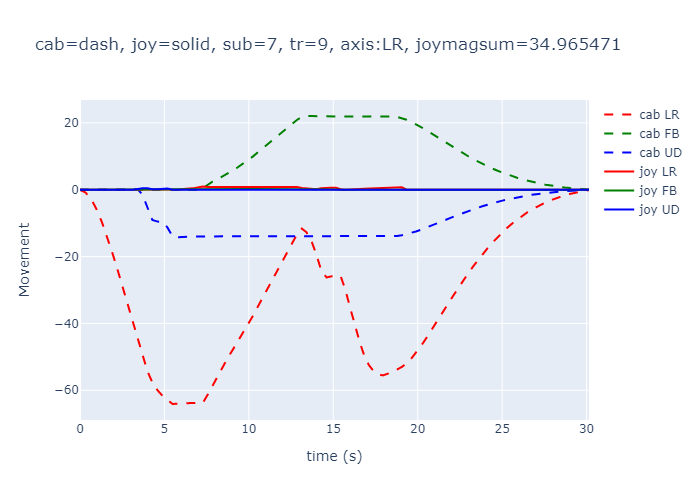 cab=dash, joy=solid, sub=7, tr=9, axis:LR, joymagsum=34.965471
cab LR
cab FB
cab UD
joy LR
joy FB
joy UD
20
0
−20
−40
−60
Movement
0 5 10 15 20 25 30
time (s)